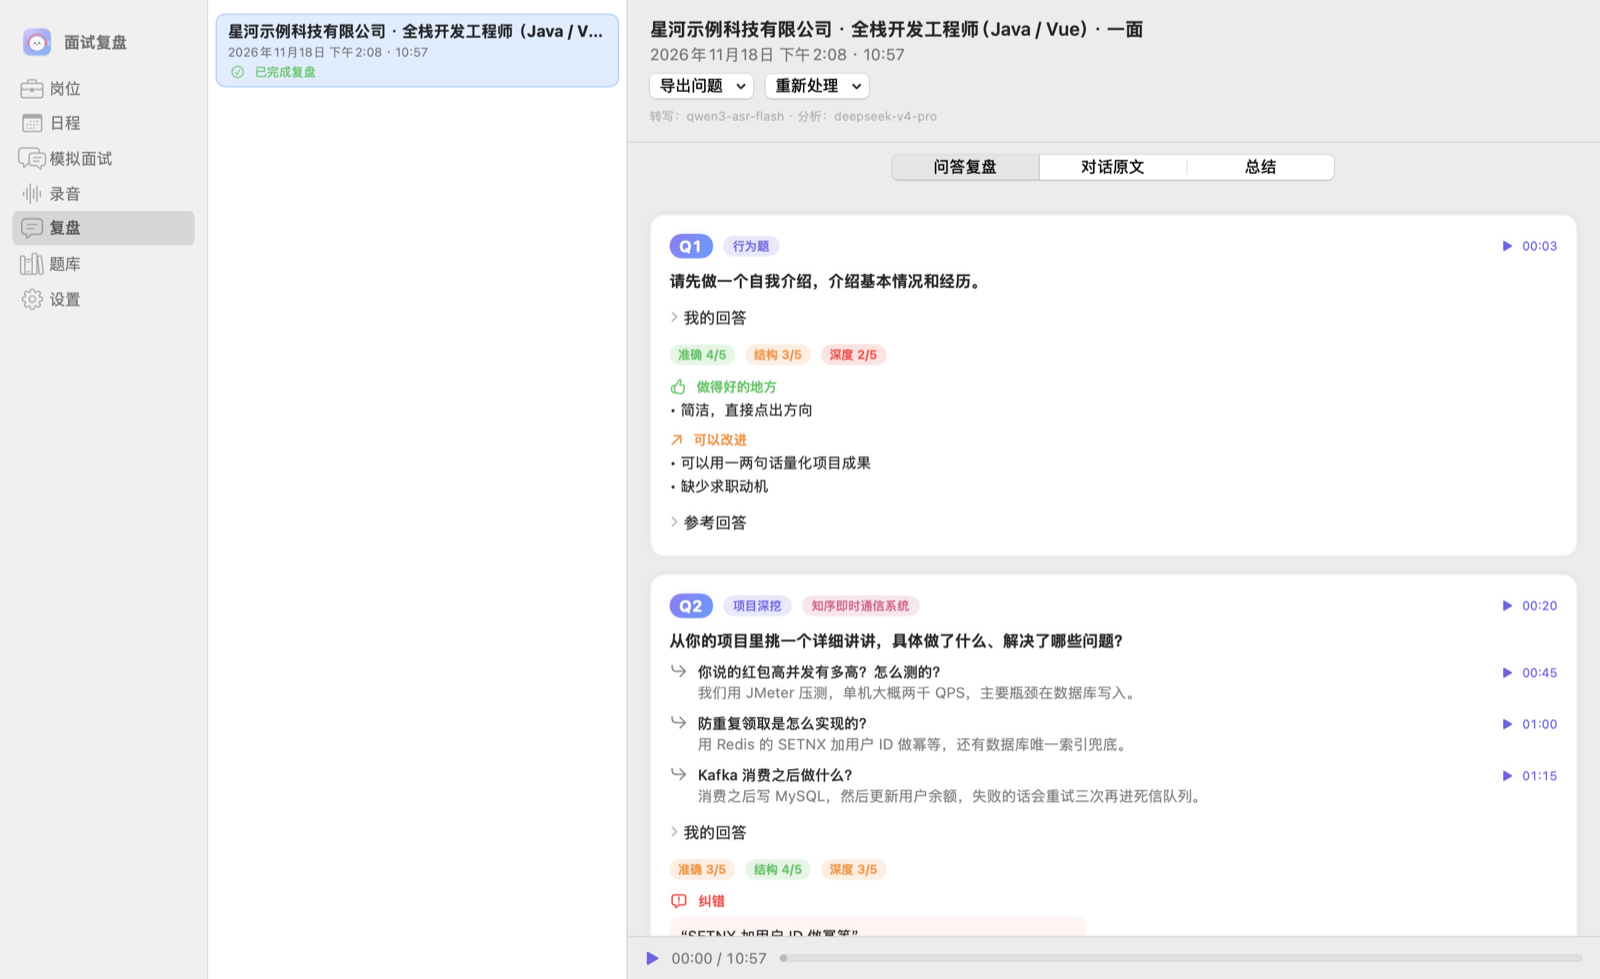 面试复盘
岗位
日程
模拟面试
录音
复盘
题库
设置
星河示例科技有限公司 · 全栈开发工程师（Java / V...
2026年11月18日 下午2:08 · 10:57
已完成复盘
星河示例科技有限公司 · 全栈开发工程师（Java / Vue）· 一面
2026年11月18日 下午2:08 · 10:57
导出问题
重新处理
转写：qwen3-asr-flash · 分析：deepseek-v4-pro
问答复盘
对话原文
总结
Q1 行为题 00:03
请先做一个自我介绍，介绍基本情况和经历。
我的回答
准确 4/5 结构 3/5 深度 2/5
做得好的地方
• 简洁，直接点出方向
可以改进
• 可以用一两句话量化项目成果
• 缺少求职动机
参考回答
Q2 项目深挖 知序即时通信系统 00:20
从你的项目里挑一个详细讲讲，具体做了什么、解决了哪些问题？
你说的红包高并发有多高？怎么测的？ 00:45
我们用 JMeter 压测，单机大概两千 QPS，主要瓶颈在数据库写入。
防重复领取是怎么实现的？ 01:00
用 Redis 的 SETNX 加用户 ID 做幂等，还有数据库唯一索引兜底。
Kafka 消费之后做什么？ 01:15
消费之后写 MySQL，然后更新用户余额，失败的话会重试三次再进死信队列。
我的回答
准确 3/5 结构 4/5 深度 3/5
纠错
“SETNX 加用户 ID 做幂等”
00:00 / 10:57